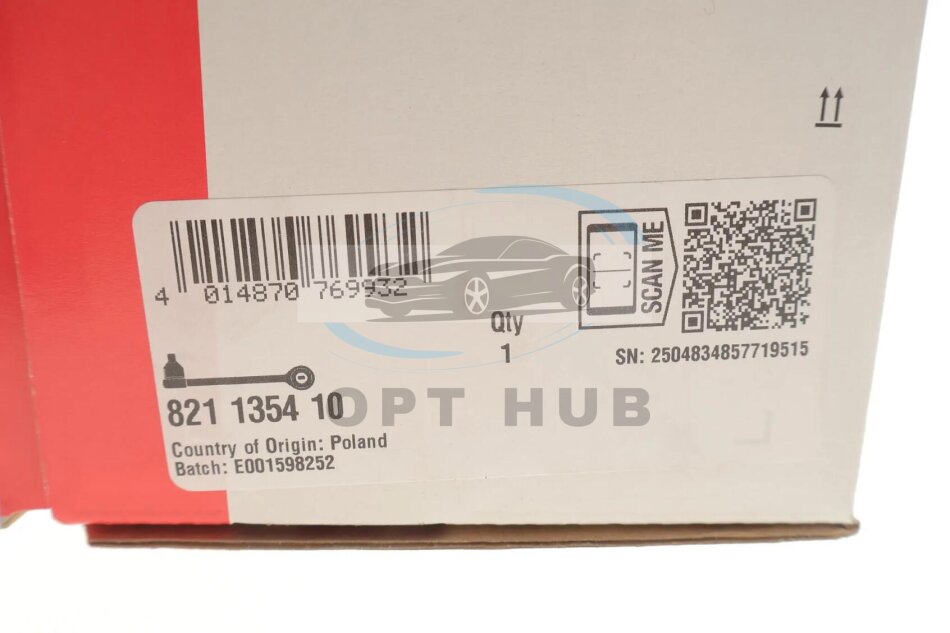 4 014870 769932
Qty
1
SCAN ME
SN: 2504834857719515
821 1354 10
OPT HUB
Country of Origin: Poland
Batch: E001598252